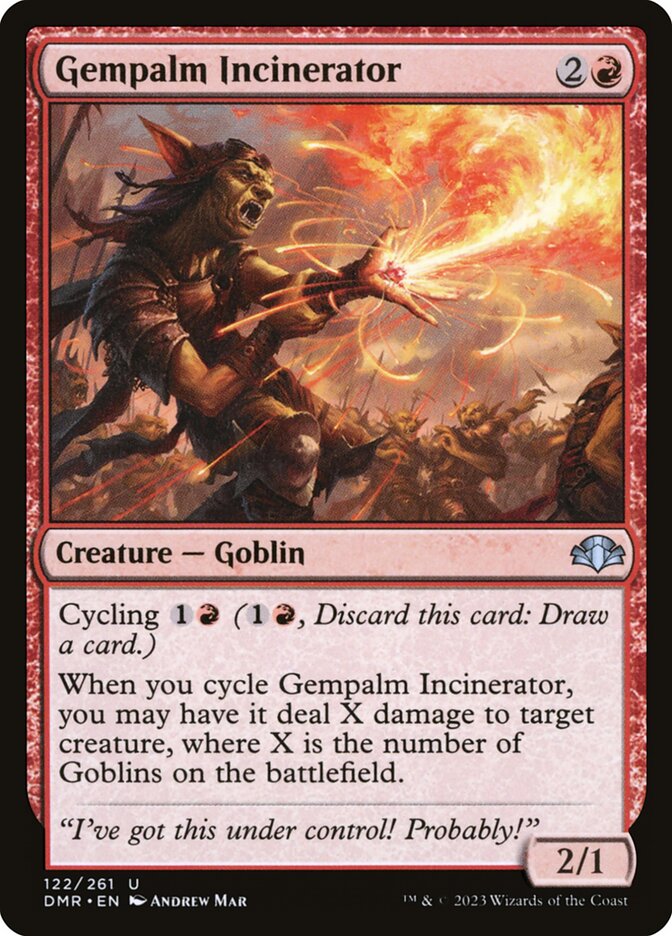 Gempalm Incinerator 2
Creature — Goblin
Cycling 1 (1, Discard this card: Draw
a card.)
When you cycle Gempalm Incinerator,
you may have it deal X damage to target
creature, where X is the number of
Goblins on the battlefield.
“I’ve got this under control! Probably!”
2/1
122/261 U
DMR • EN Andrew Mar
™ & © 2023 Wizards of the Coast